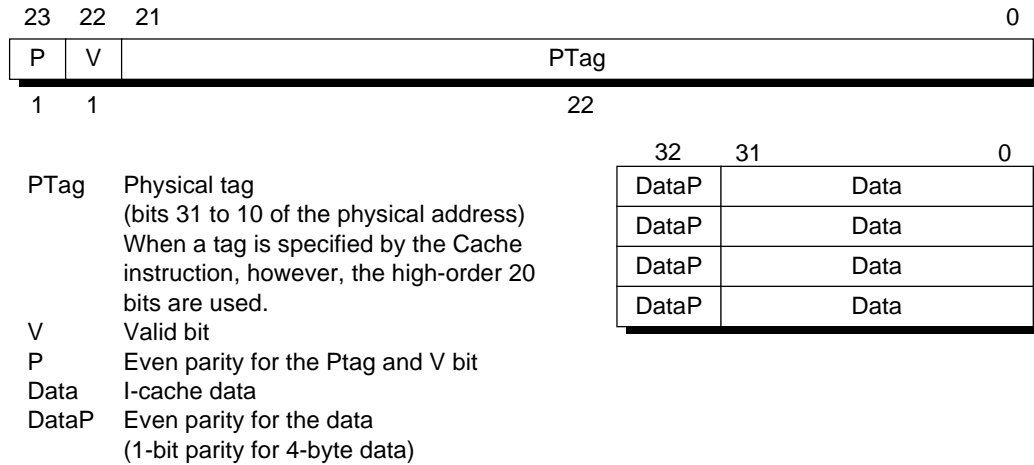 23 22 21 0
P V PTag
1 1 22
32 31 0
DataP Data
DataP Data
DataP Data
DataP Data
PTag Physical tag
(bits 31 to 10 of the physical address)
When a tag is specified by the Cache
instruction, however, the high-order 20
bits are used.
V Valid bit
P Even parity for the Ptag and V bit
Data I-cache data
DataP Even parity for the data
(1-bit parity for 4-byte data)